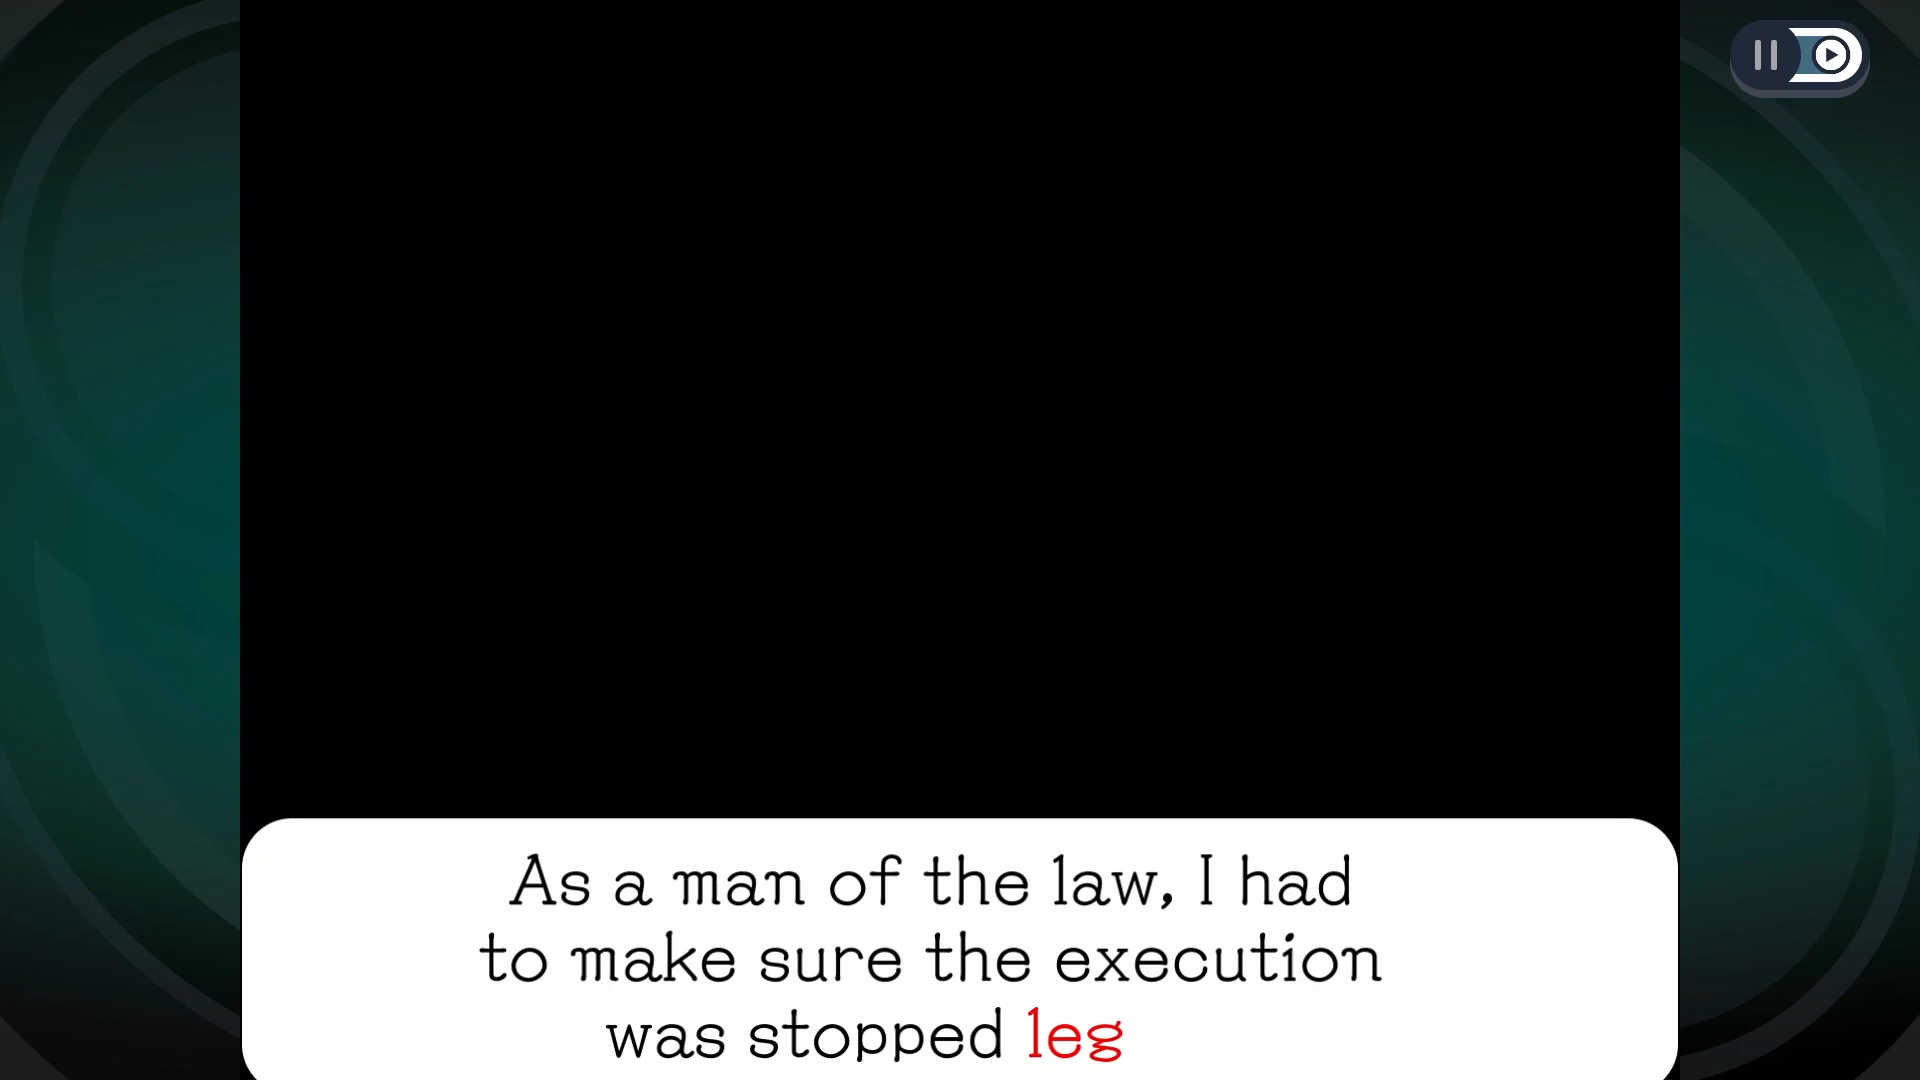 As a man of the law, I had
to make sure the execution
was stopped leg